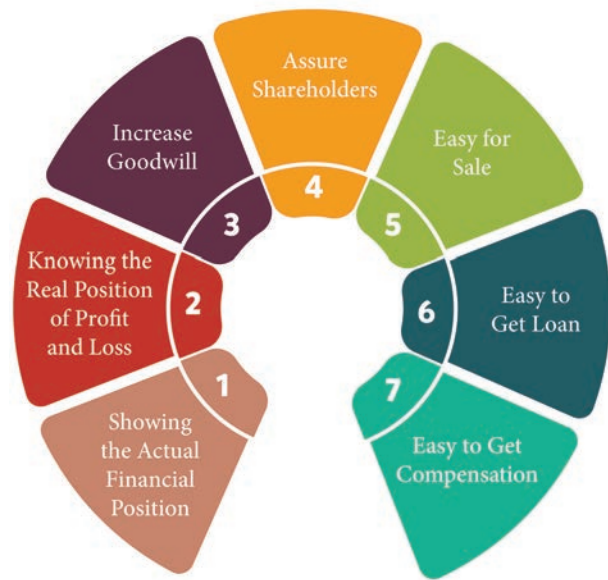 1
Showing
the Actual
Financial
Position
2
Knowing the
Real Position
of Profit
and Loss
3
Increase
Goodwill
4
Assure
Shareholders
5
Easy for
Sale
6
Easy to
Get Loan
7
Easy to Get
Compensation